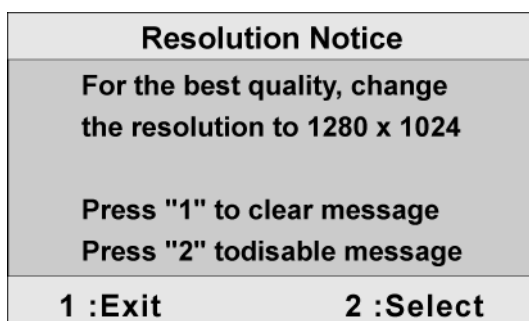 Resolution Notice
For the best quality, change
the resolution to 1280 x 1024
Press "1" to clear message
Press "2" todisable message
1 :Exit 2 :Select